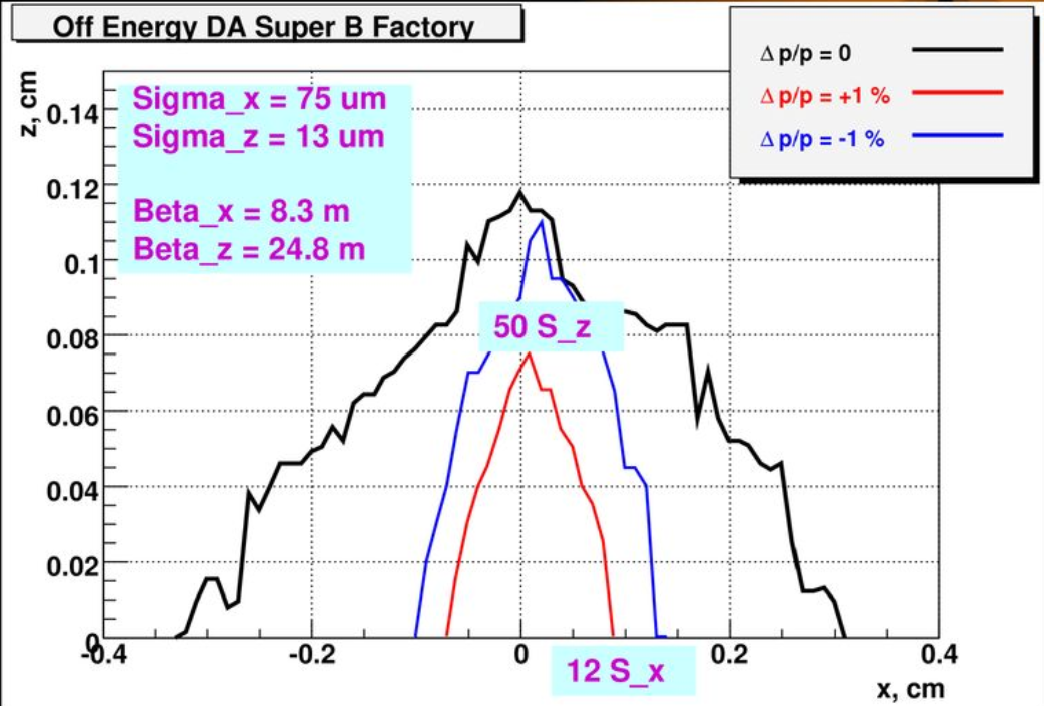 Off Energy DA Super B Factory
Δ p/p = 0
Δ p/p = +1 %
Δ p/p = -1 %
z, cm
0.14
0.12
0.1
0.08
0.06
0.04
0.02
0
Sigma_x = 75 um
Sigma_z = 13 um
Beta_x = 8.3 m
Beta_z = 24.8 m
50 S_z
-0.4
-0.2
0
0.2
0.4
12 S_x
x, cm